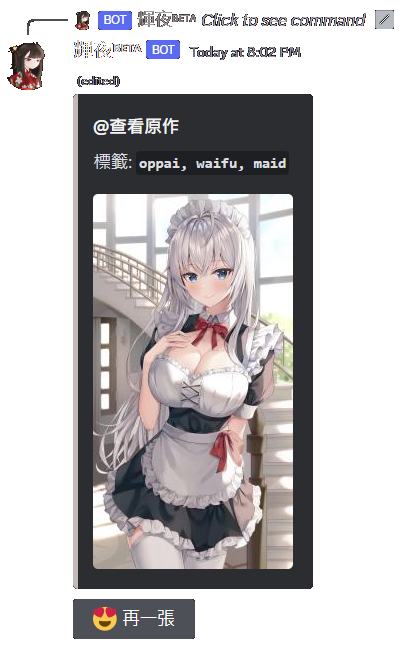 BOT 輝夜BETA Click to see command
輝夜BETA BOT Today at 8:02 PM
(edited)
@查看原作
標籤: oppai, waifu, maid
再一張